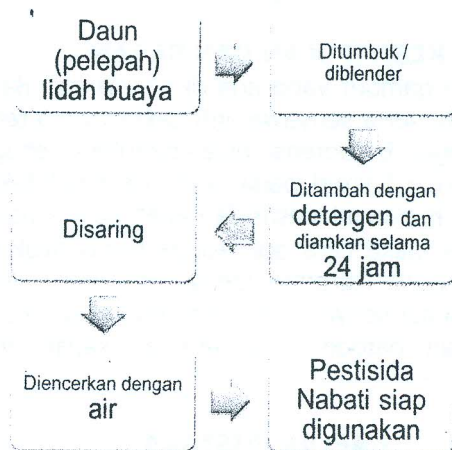 Daun
(pelepah)
lidah buaya
Ditumbuk /
diblender
Ditambah dengan
detergen dan
diamkan selama
24 jam
Disaring
Diencerkan dengan
air
Pestisida
Nabati siap
digunakan